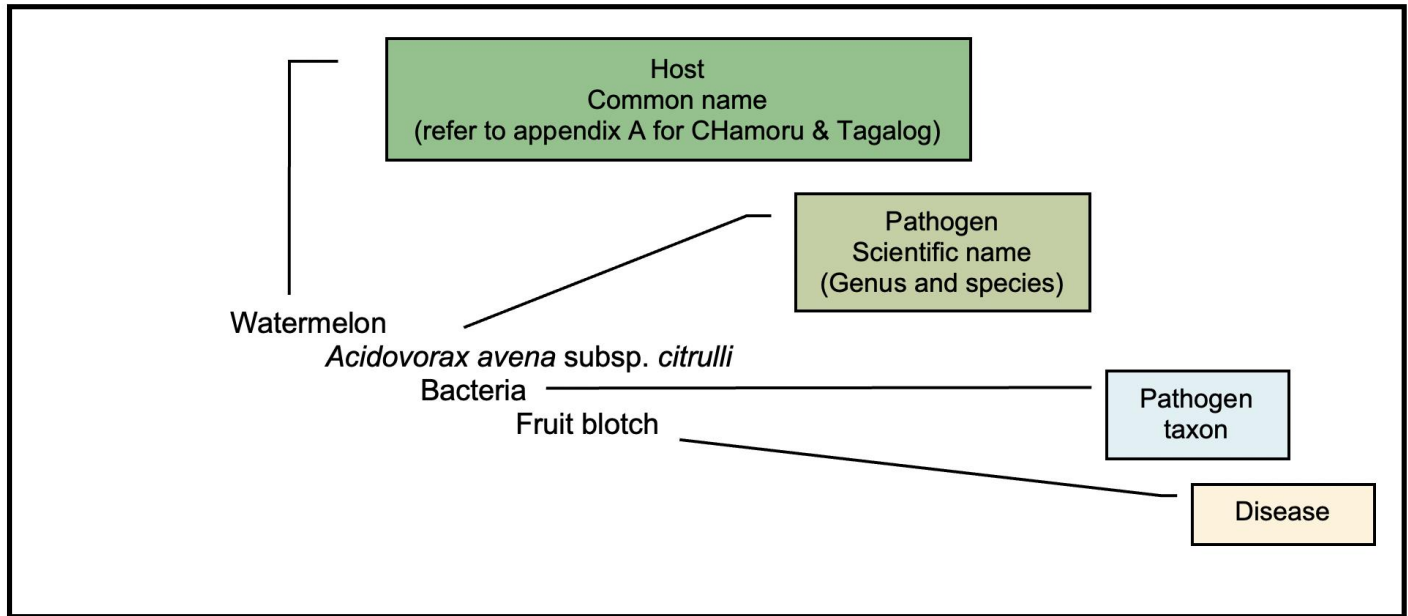 Host
Common name
(refer to appendix A for CHamoru & Tagalog)
Pathogen
Scientific name
(Genus and species)
Watermelon
Acidovorax avena subsp. citrulli
Bacteria
Fruit blotch
Pathogen
taxon
Disease